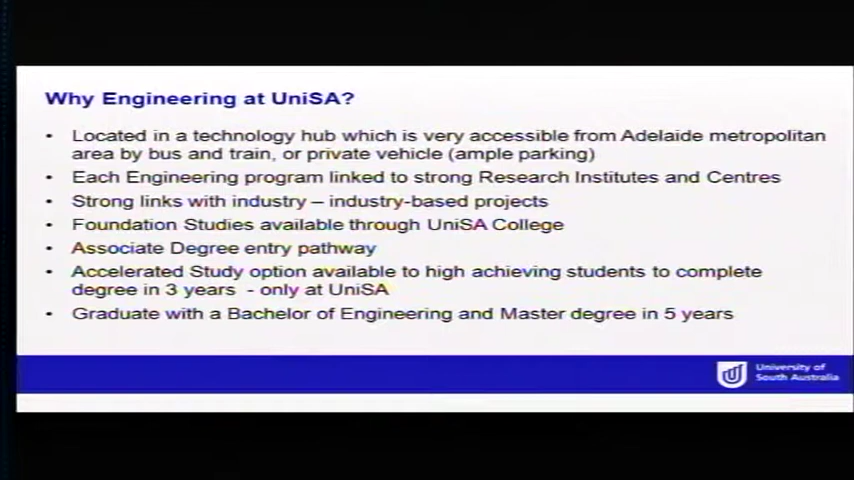 Why Engineering at UniSA?
• Located in a technology hub which is very accessible from Adelaide metropolitan
area by bus and train, or private vehicle (ample parking)
• Each Engineering program linked to strong Research Institutes and Centres
• Strong links with industry – industry-based projects
• Foundation Studies available through UniSA College
• Associate Degree entry pathway
• Accelerated Study option available to high achieving students to complete
degree in 3 years - only at UniSA
• Graduate with a Bachelor of Engineering and Master degree in 5 years
University of
South Australia